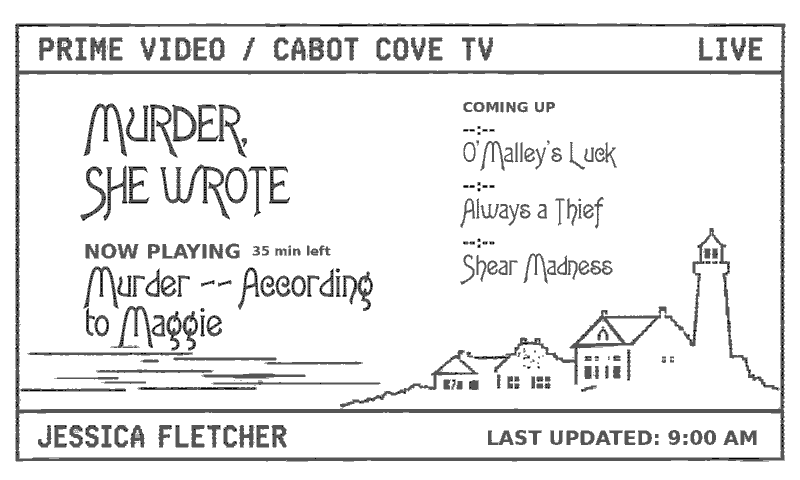 PRIME VIDEO / CABOT COVE TV
LIVE
MURDER,
SHE WROTE
NOW PLAYING 35 min left
Murder -- According
to Maggie
COMING UP
--:--
O'Malley's Luck
--:--
Always a Thief
--:--
Shear Madness
JESSICA FLETCHER
LAST UPDATED: 9:00 AM